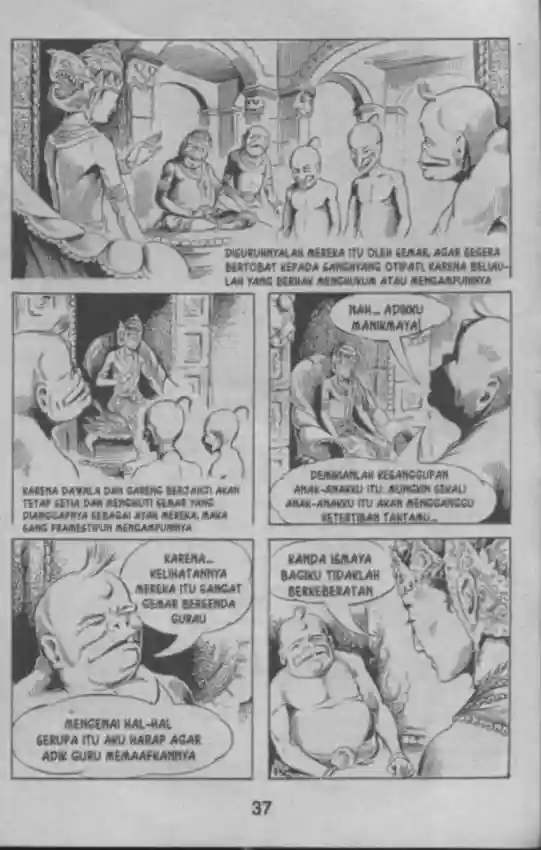 DISURUHNYALAH MEREKA ITU OLEH SEMAR, AGAR SEGERA
BERTOBAT KEPADA SANGHYANG OTIPATI, KARENA BELIAU-
LAH YANG BERHAK MENGHUKUM ATAU MENGAMPUNINYA
KARENA DAWALA DAN GARENG BERJANJI AKAN
TETAP SETIA DAN MENGIKUTI SEMAR YANG
DIANGGAPNYA SEBAGAI AYAH MEREKA, MAKA
SANG PRAMESTIPUN MENGAMPUNINYA
NAH... ADIKKU
MANIKMAYA
DEMIKIANLAH KESANGGUPAN
ANAK-ANAKKU ITU. MUNGKIN SEKALI
ANAK-ANAKKU ITU AKAN MENGGANGGU
KETERTIBAN TAHTAMU...
KARENA...
KELIHATANNYA
MEREKA ITU SANGAT
GEMAR BERSENDA
GURAU
MENGENAI HAL-HAL
SERUPA ITU AKU HARAP AGAR
ADIK GURU MEMAAFKANNYA
KANDA ISMAYA
BAGIKU TIDAKLAH
BERKEBERATAN
37